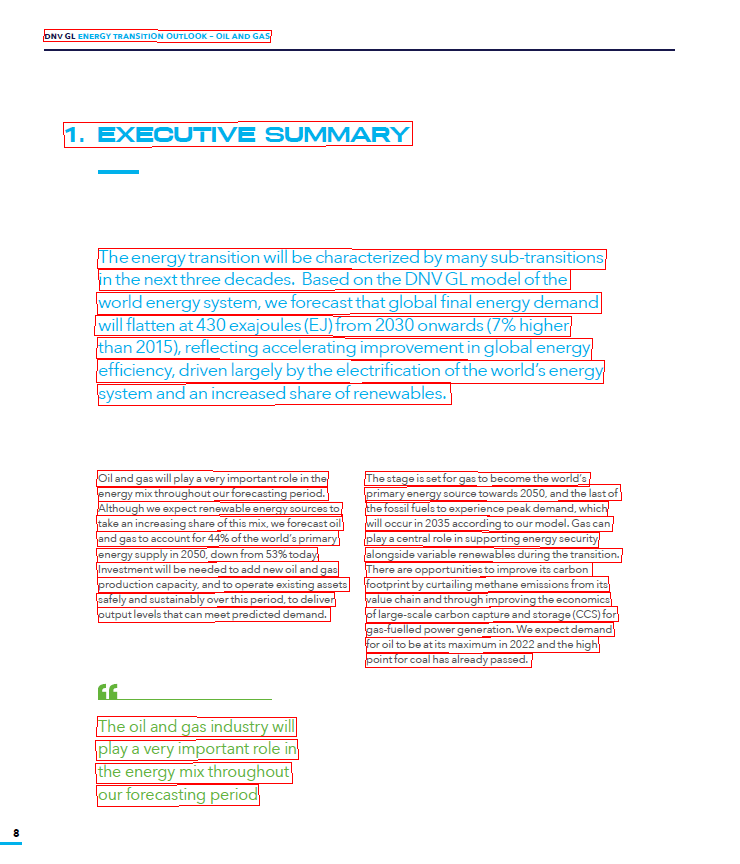 DNV GL ENERGY TRANSITION OUTLOOK – OIL AND GAS
1. EXECUTIVE SUMMARY
The energy transition will be characterized by many sub-transitions
in the next three decades. Based on the DNV GL model of the
world energy system, we forecast that global final energy demand
will flatten at 430 exajoules (EJ) from 2030 onwards (7% higher
than 2015), reflecting accelerating improvement in global energy
efficiency, driven largely by the electrification of the world's energy
system and an increased share of renewables.
Oil and gas will play a very important role in the
energy mix throughout our forecasting period.
Although we expect renewable energy sources to
take an increasing share of this mix, we forecast oil
and gas to account for 44% of the world's primary
energy supply in 2050, down from 53% today.
Investment will be needed to add new oil and gas
production capacity, and to operate existing assets
safely and sustainably over this period, to deliver
output levels that can meet predicted demand.
The stage is set for gas to become the world's
primary energy source towards 2050, and the last of
the fossil fuels to experience peak demand, which
will occur in 2035 according to our model. Gas can
play a central role in supporting energy security
alongside variable renewables during the transition.
There are opportunities to improve its carbon
footprint by curtailing methane emissions from its
value chain and through improving the economics
of large-scale carbon capture and storage (CCS) for
gas-fuelled power generation. We expect demand
for oil to be at its maximum in 2022 and the high
point for coal has already passed.
“
The oil and gas industry will
play a very important role in
the energy mix throughout
our forecasting period
8